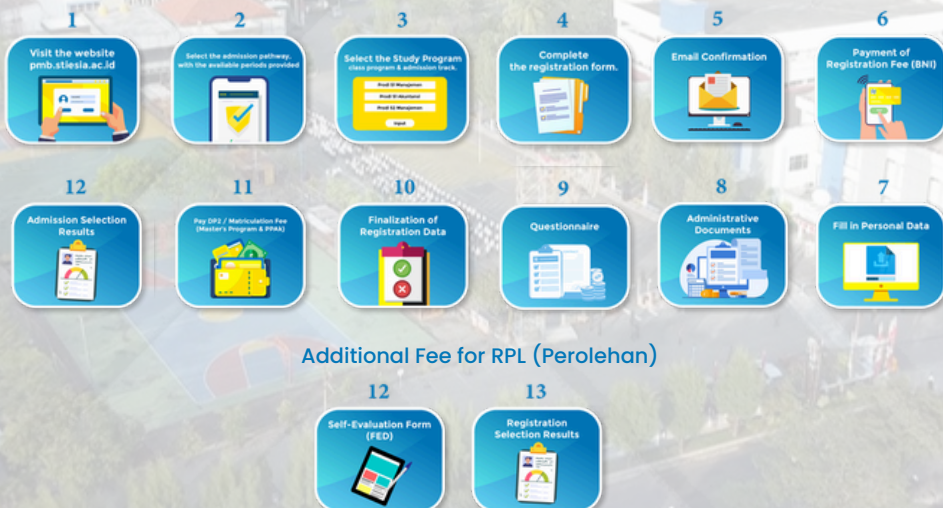 1
Visit the website
pmb.stiesia.ac.id
2
Select the admission pathway,
with the available periods provided
3
Select the Study Program
class program & admission track.
Prodi S1 Manajemen
Prodi S1 Akuntansi
Prodi S2 Manajemen
Input
4
Complete
the registration form.
5
Email Confirmation
6
Payment of
Registration Fee (BNI)
12
Admission Selection
Results
11
Pay DP2 / Matriculation Fee
(Master's Program & PPAk)
10
Finalization of
Registration Data
9
Questionnaire
8
Administrative
Documents
7
Fill in Personal Data
Additional Fee for RPL (Perolehan)
12
Self-Evaluation Form
(FED)
13
Registration
Selection Results